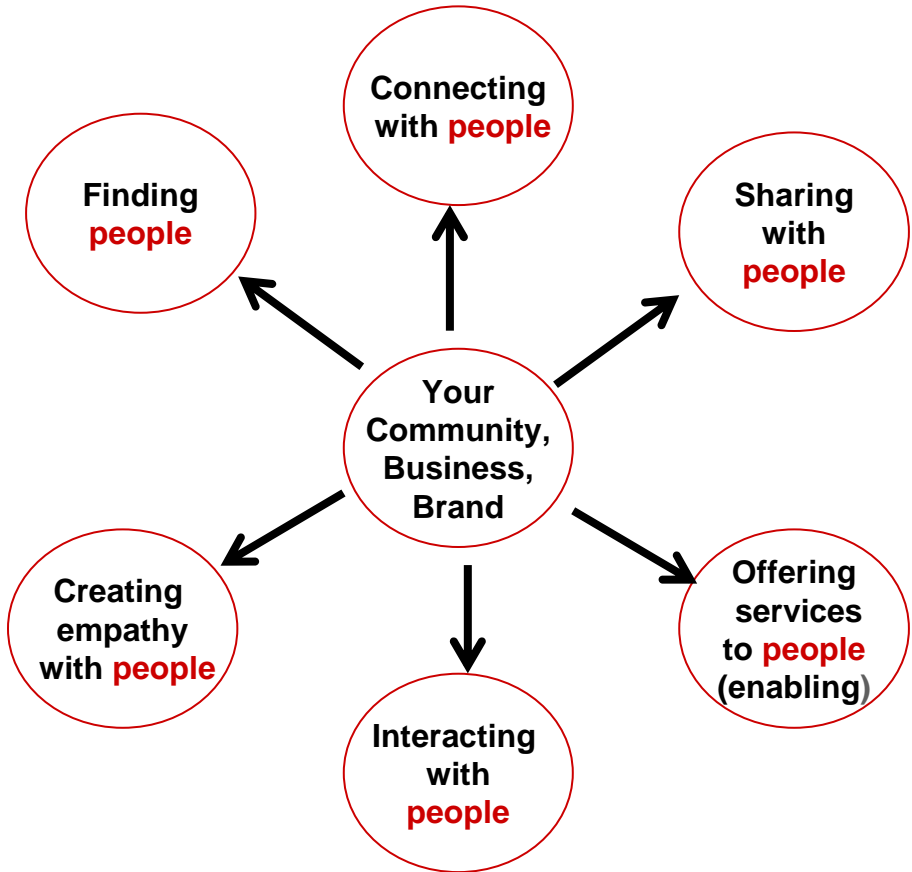 Connecting
with people
Finding
people
Sharing
with
people
Your
Community,
Business,
Brand
Creating
empathy
with people
Offering
services
to people
(enabling)
Interacting
with
people